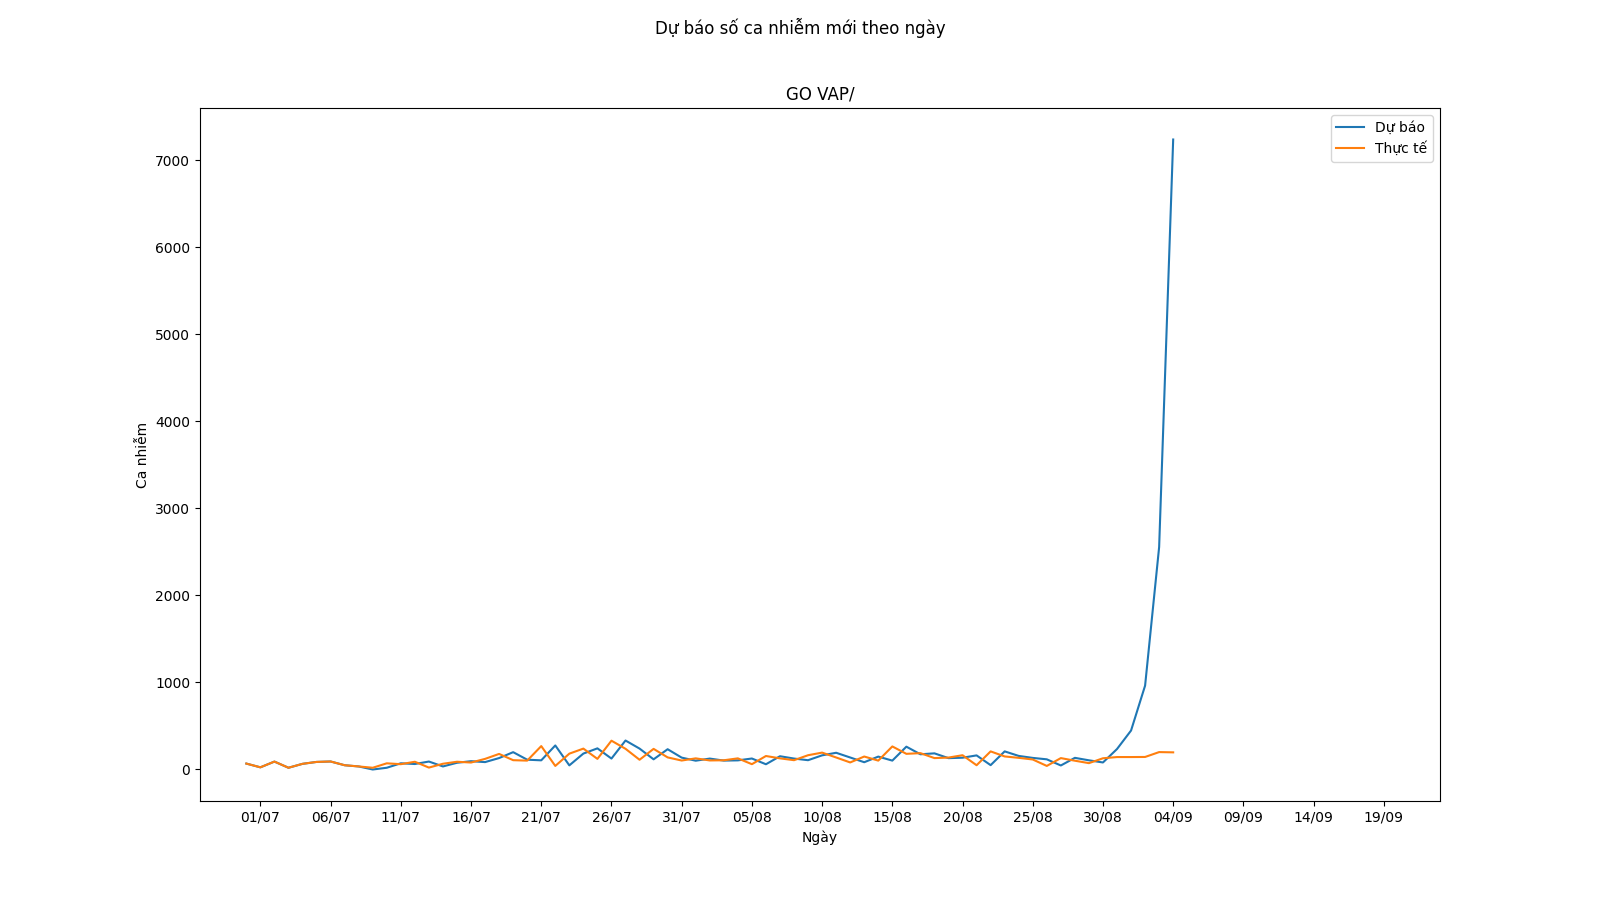 Dự báo số ca nhiễm mới theo ngày
GO VAP/
Dự báo
Thực tế
7000
6000
5000
4000
3000
2000
1000
0
Ca nhiễm
01/07 06/07 11/07 16/07 21/07 26/07 31/07 05/08 10/08 15/08 20/08 25/08 30/08 04/09 09/09 14/09 19/09
Ngày